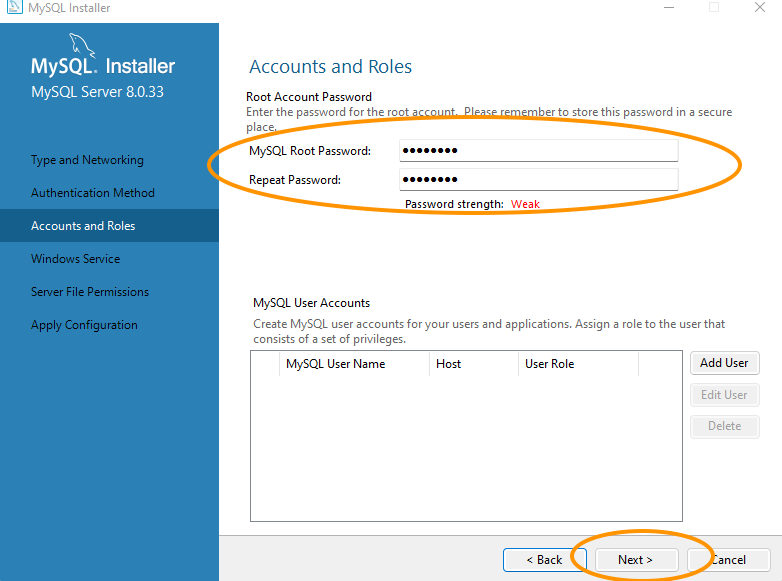 MySQL Installer
MySQL. Installer
MySQL Server 8.0.33
Type and Networking
Authentication Method
Accounts and Roles
Windows Service
Server File Permissions
Apply Configuration
Accounts and Roles
Root Account Password
Enter the password for the root account. Please remember to store this password in a secure
place.
MySQL Root Password: ●●●●●●●●
Repeat Password: ●●●●●●●●
Password strength: Weak
MySQL User Accounts
Create MySQL user accounts for your users and applications. Assign a role to the user that
consists of a set of privileges.
MySQL User Name Host User Role
Add User
Edit User
Delete
< Back Next > Cancel